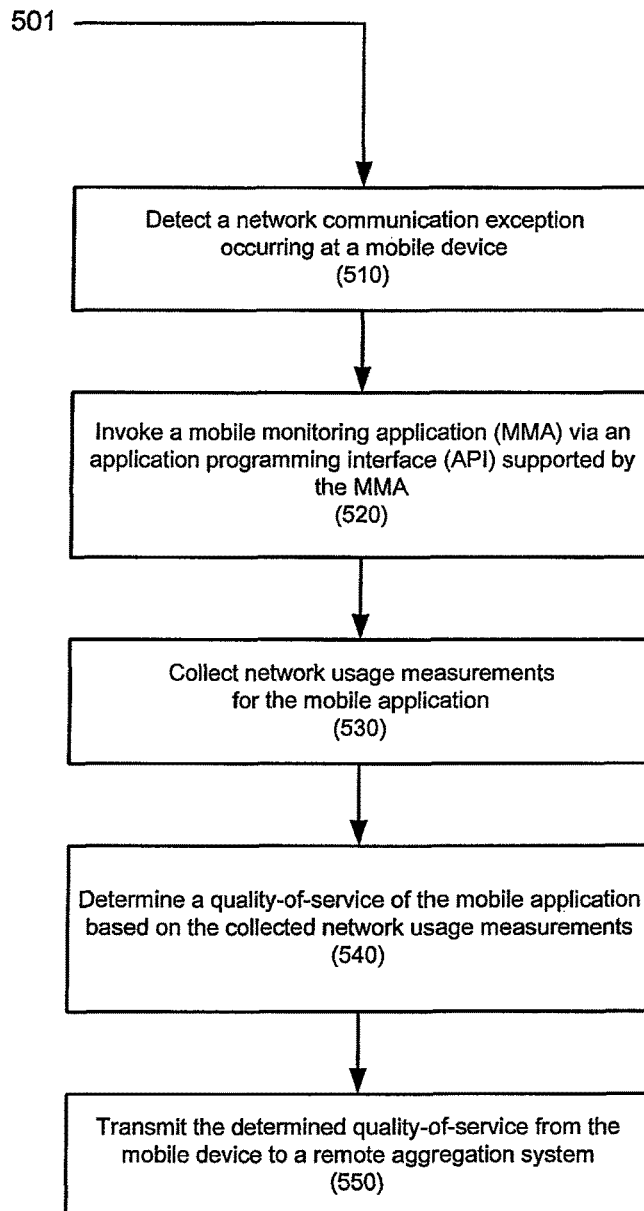 501
Detect a network communication exception
occurring at a mobile device
(510)
Invoke a mobile monitoring application (MMA) via an
application programming interface (API) supported by
the MMA
(520)
Collect network usage measurements
for the mobile application
(530)
Determine a quality-of-service of the mobile application
based on the collected network usage measurements
(540)
Transmit the determined quality-of-service from the
mobile device to a remote aggregation system
(550)